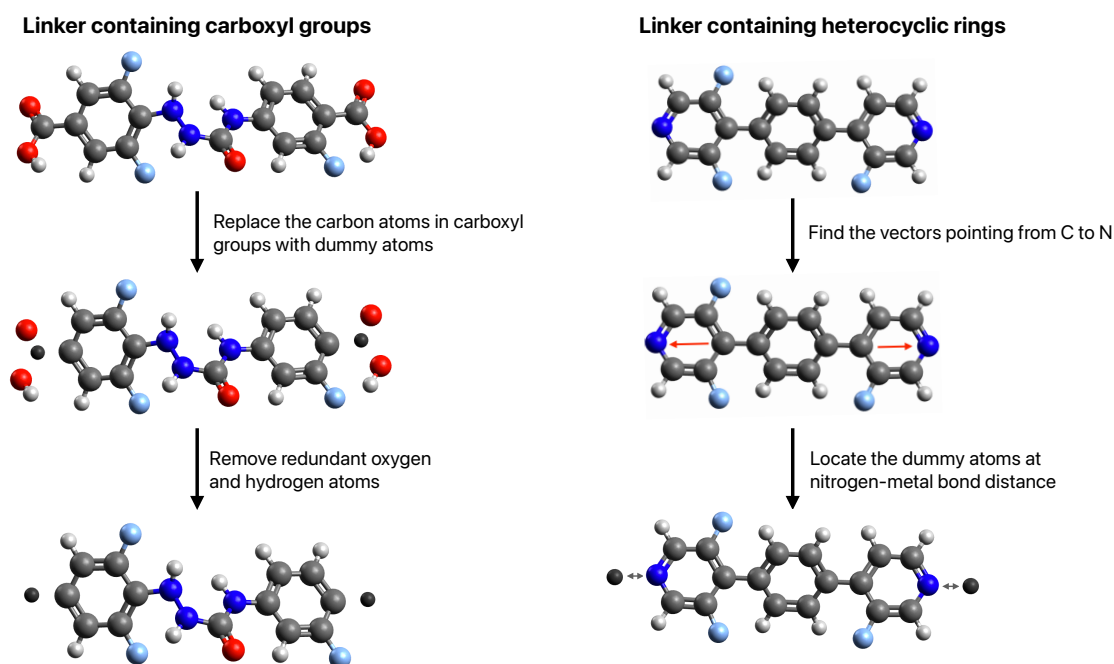 Linker containing carboxyl groups
Replace the carbon atoms in carboxyl
groups with dummy atoms
Remove redundant oxygen
and hydrogen atoms
Linker containing heterocyclic rings
Find the vectors pointing from C to N
Locate the dummy atoms at
nitrogen-metal bond distance